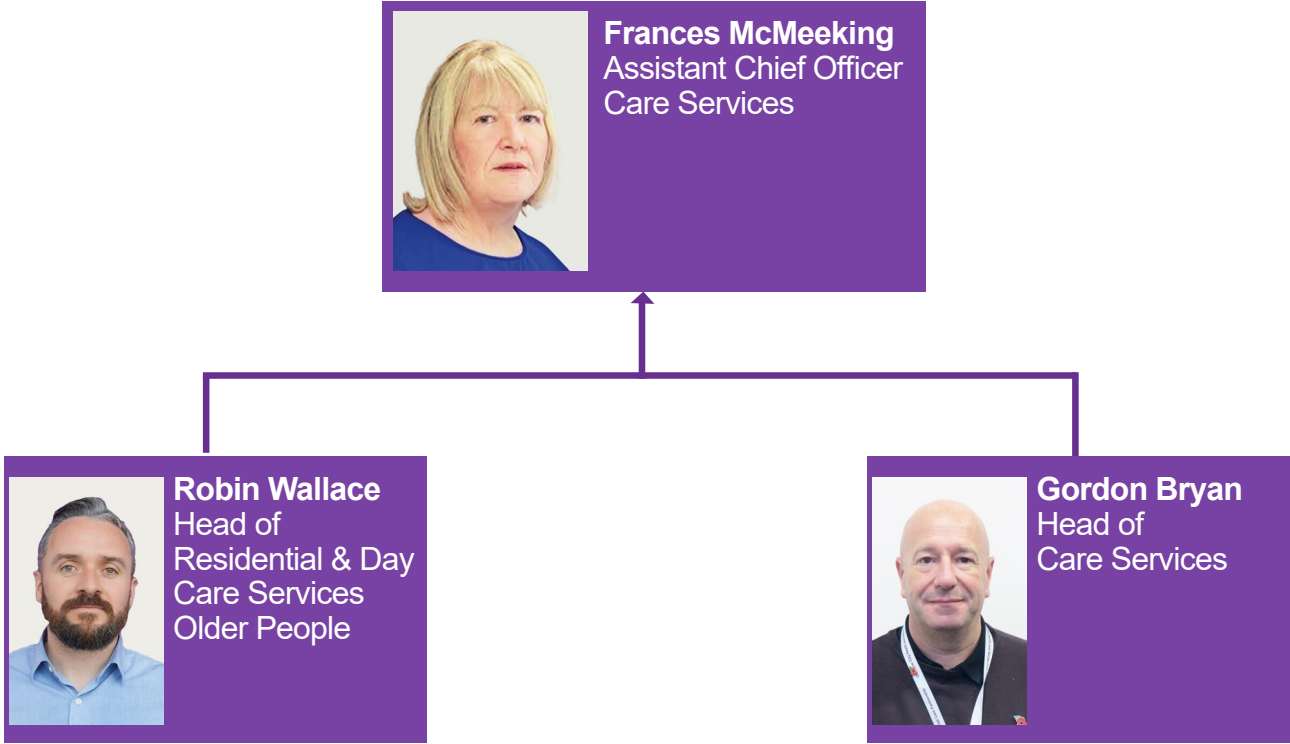 Frances McMeeking
Assistant Chief Officer
Care Services
Robin Wallace
Head of
Residential & Day
Care Services
Older People
Gordon Bryan
Head of
Care Services